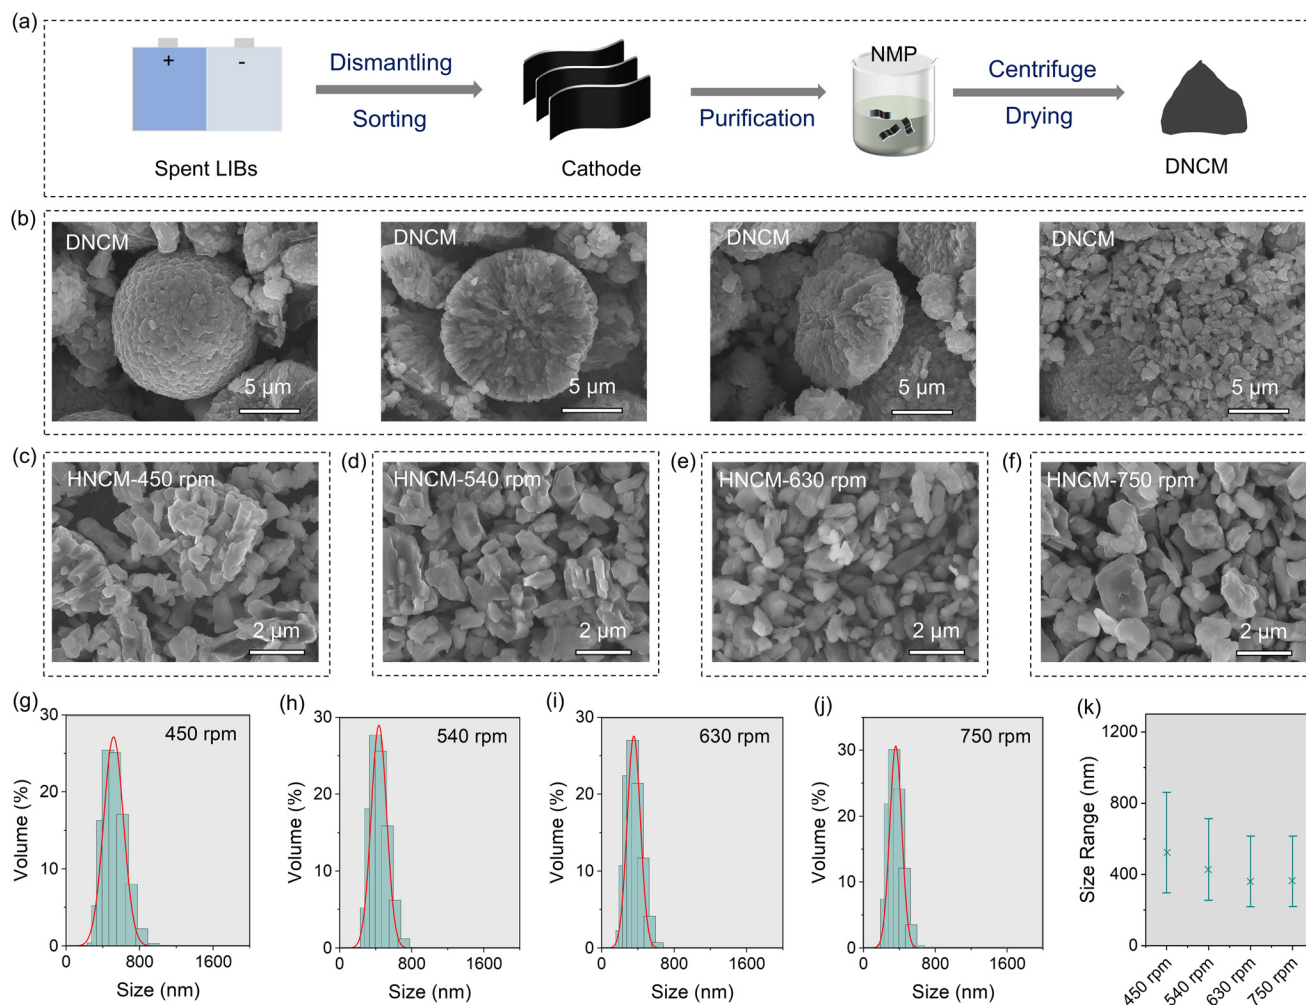 (a)
+ -
Spent LIBs
Dismantling
Sorting
Cathode
Purification
NMP
Centrifuge
Drying
DNCM
(b)
DNCM
5 µm
DNCM
5 µm
DNCM
5 µm
DNCM
5 µm
(c)
HNCM-450 rpm
2 µm
(d)
HNCM-540 rpm
2 µm
(e)
HNCM-630 rpm
2 µm
(f)
HNCM-750 rpm
2 µm
(g)
450 rpm
Volume (%)
30
20
10
0
0 800 1600
Size (nm)
(h)
540 rpm
Volume (%)
30
20
10
0
0 800 1600
Size (nm)
(i)
630 rpm
Volume (%)
30
20
10
0
0 800 1600
Size (nm)
(j)
750 rpm
Volume (%)
30
20
10
0
0 800 1600
Size (nm)
(k)
Size Range (nm)
1200
800
400
0
450 rpm
540 rpm
630 rpm
750 rpm